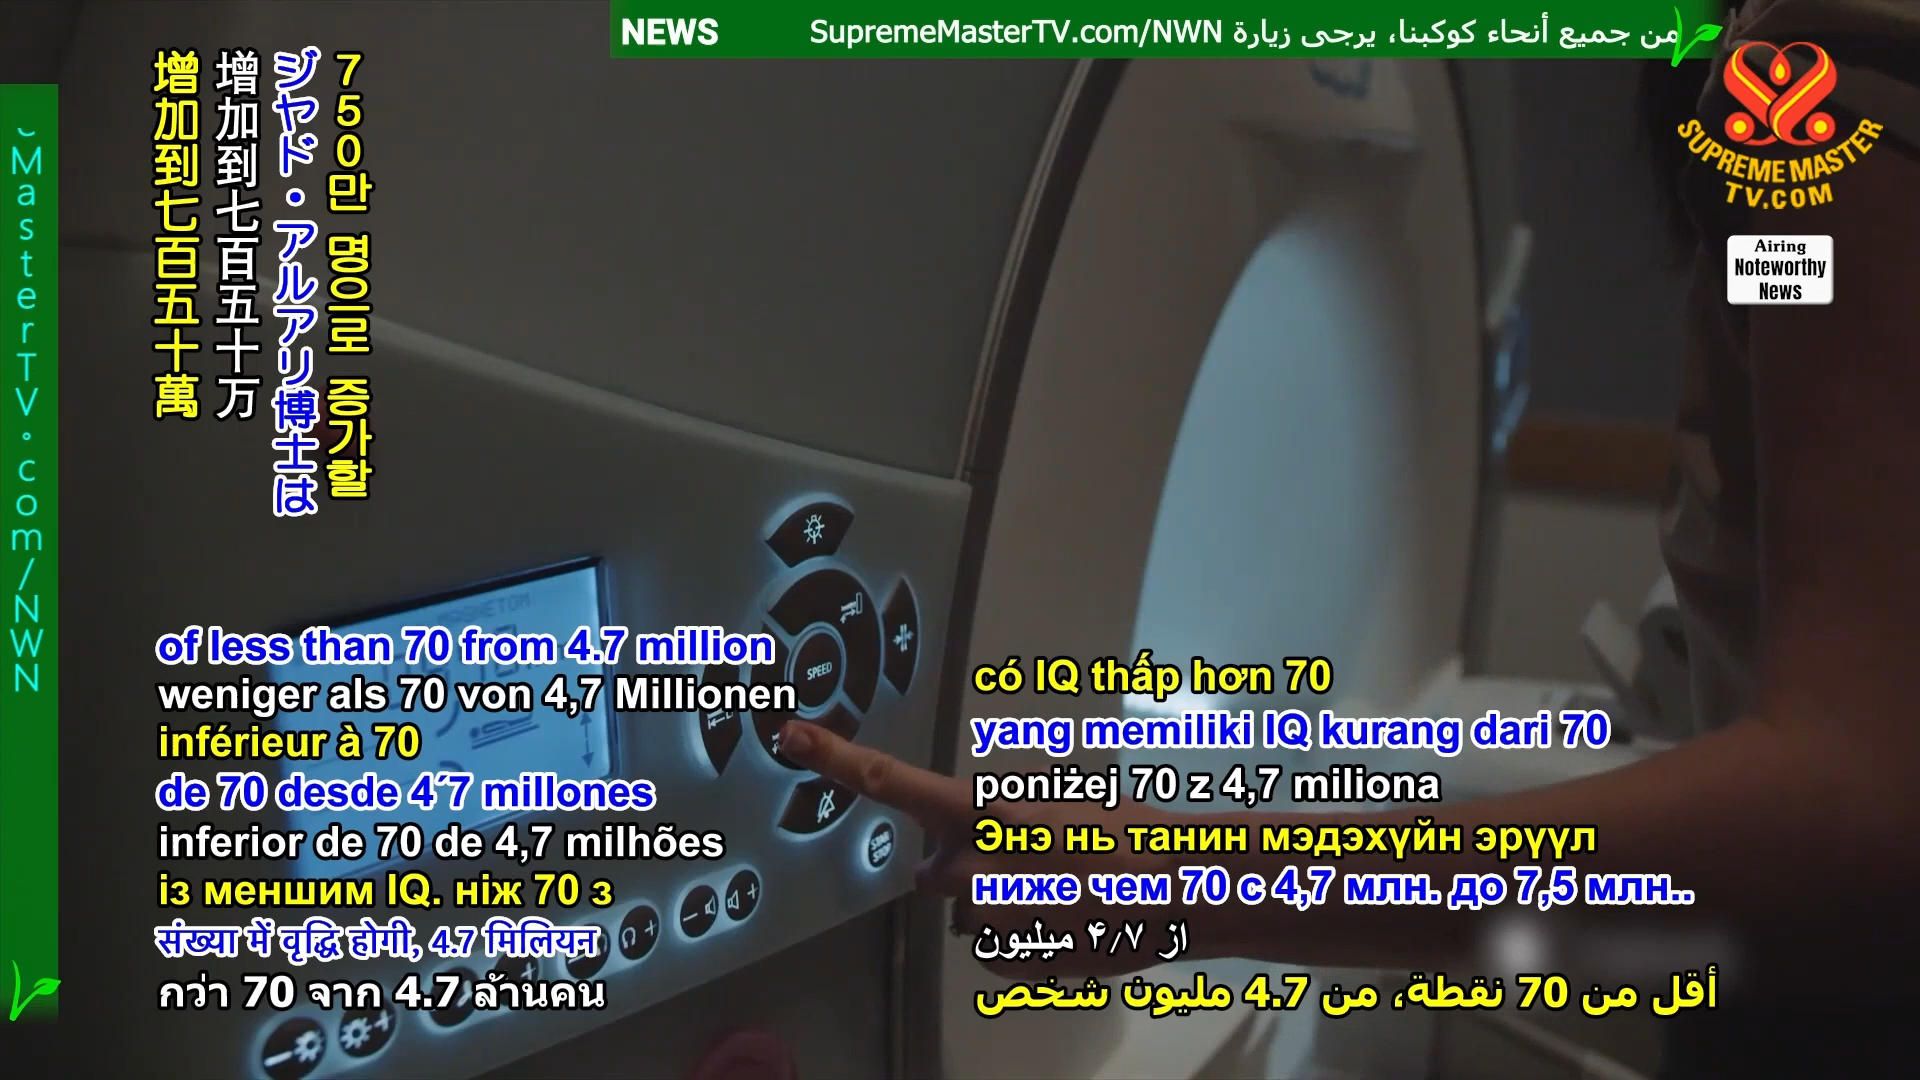 NEWS
SupremeMasterTV.com/NWN من جميع أنحاء كوكبنا، يرجى زيارة
SUPREME MASTER
TV.COM
Airing
Noteworthy
News
MasterTV.com/NWN
750만 명으로 증가할
ジヤド・アルアリ博士は
增加到七百五十万
增加到七百五十萬
SPEED
START
STOP
of less than 70 from 4.7 million
weniger als 70 von 4,7 Millionen
inférieur à 70
de 70 desde 4´7 millones
inferior de 70 de 4,7 milhões
із меншим IQ. ніж 70 з
संख्या में वृद्धि होगी, 4.7 मिलियन
กว่า 70 จาก 4.7 ล้านคน
có IQ thấp hơn 70
yang memiliki IQ kurang dari 70
poniżej 70 z 4,7 miliona
Энэ нь танин мэдэхүйн эрүүл
ниже чем 70 с 4,7 млн. до 7,5 млн..
از ۴/۷ میلیون
أقل من 70 نقطة، من 4.7 مليون شخص